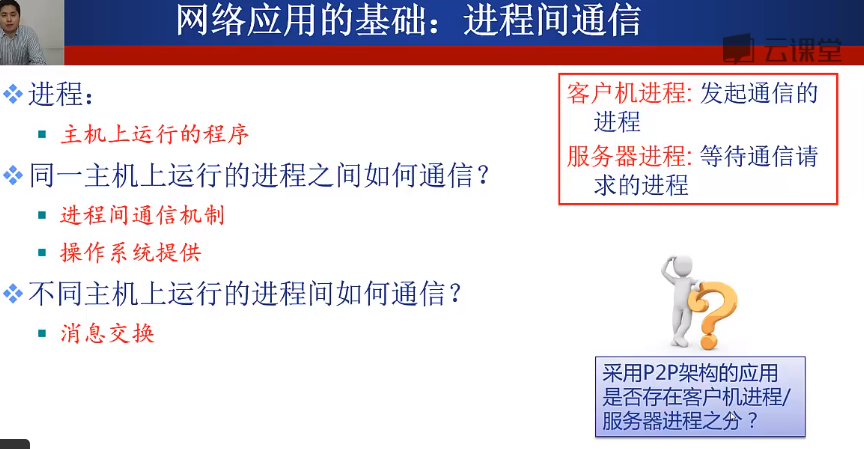 网络应用的基础：进程间通信
云课堂
进程：
主机上运行的程序
同一主机上运行的进程之间如何通信？
进程间通信机制
操作系统提供
不同主机上运行的进程间如何通信？
消息交换
客户机进程: 发起通信的
进程
服务器进程: 等待通信请
求的进程
采用P2P架构的应用
是否存在客户机进程/
服务器进程之分？